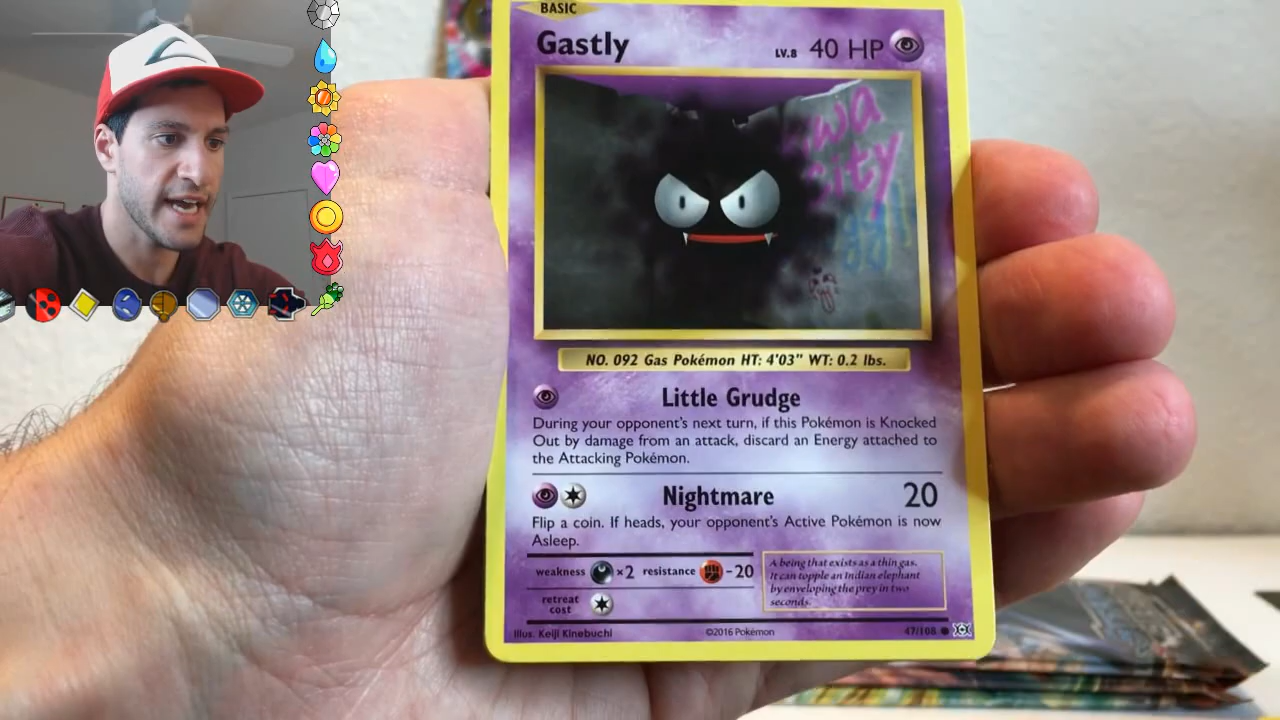 BASIC
Gastly LV.8 40 HP
wa
city
NO. 092 Gas Pokémon HT: 4'03" WT: 0.2 lbs.
Little Grudge
During your opponent's next turn, if this Pokémon is Knocked
Out by damage from an attack, discard an Energy attached to
the Attacking Pokémon.
Nightmare 20
Flip a coin. If heads, your opponent's Active Pokémon is now
Asleep.
weakness ×2 resistance -20
retreat
cost
A being that exists as a thin gas.
It can topple an Indian elephant
by enveloping the prey in two
seconds.
Illus. Keiji Kinebuchi ©2016 Pokémon 47/108